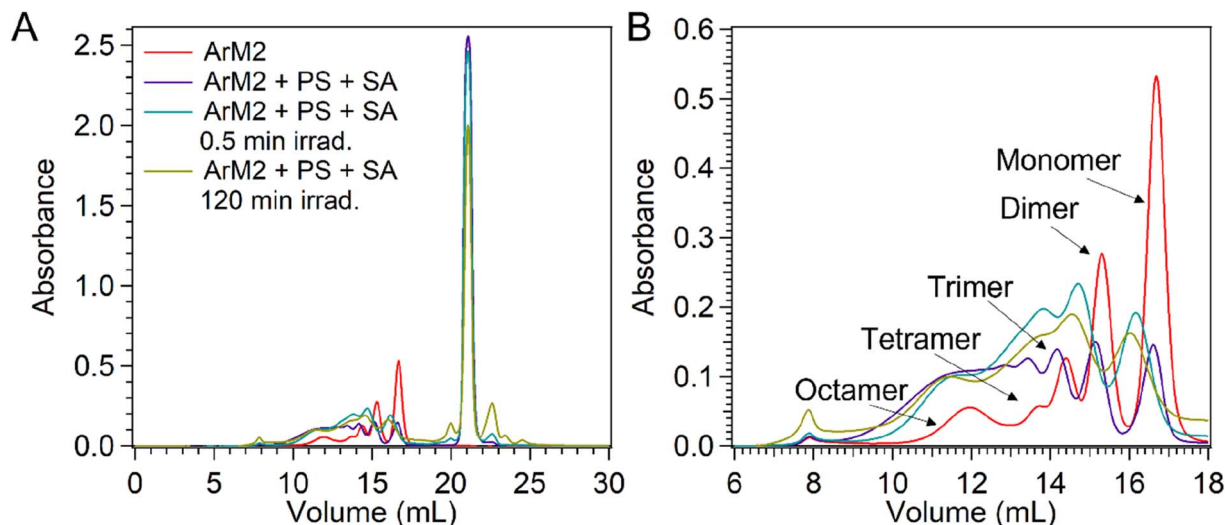 A
Absorbance
2.5
2.0
1.5
1.0
0.5
0.0
ArM2
ArM2 + PS + SA
ArM2 + PS + SA
0.5 min irrad.
ArM2 + PS + SA
120 min irrad.
0 5 10 15 20 25 30
Volume (mL)
B
Absorbance
0.6
0.5
0.4
0.3
0.2
0.1
0.0
Monomer
Dimer
Trimer
Tetramer
Octamer
6 8 10 12 14 16 18
Volume (mL)